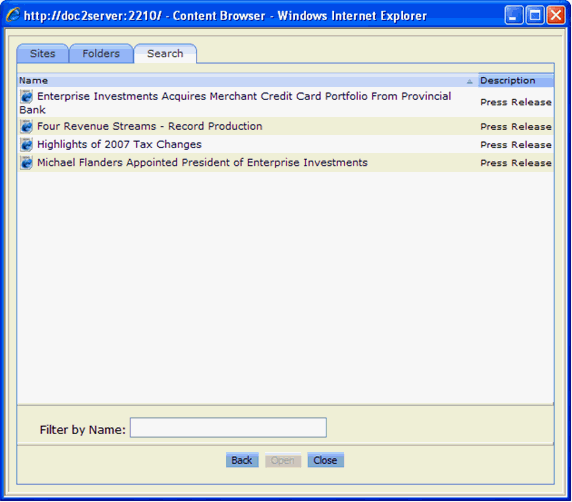 http://doc2server:2210/ - Content Browser - Windows Internet Explorer
Sites Folders Search
Name Description
Enterprise Investments Acquires Merchant Credit Card Portfolio From Provincial
Bank Press Release
Four Revenue Streams - Record Production Press Release
Highlights of 2007 Tax Changes Press Release
Michael Flanders Appointed President of Enterprise Investments Press Release
Filter by Name:
Back Open Close